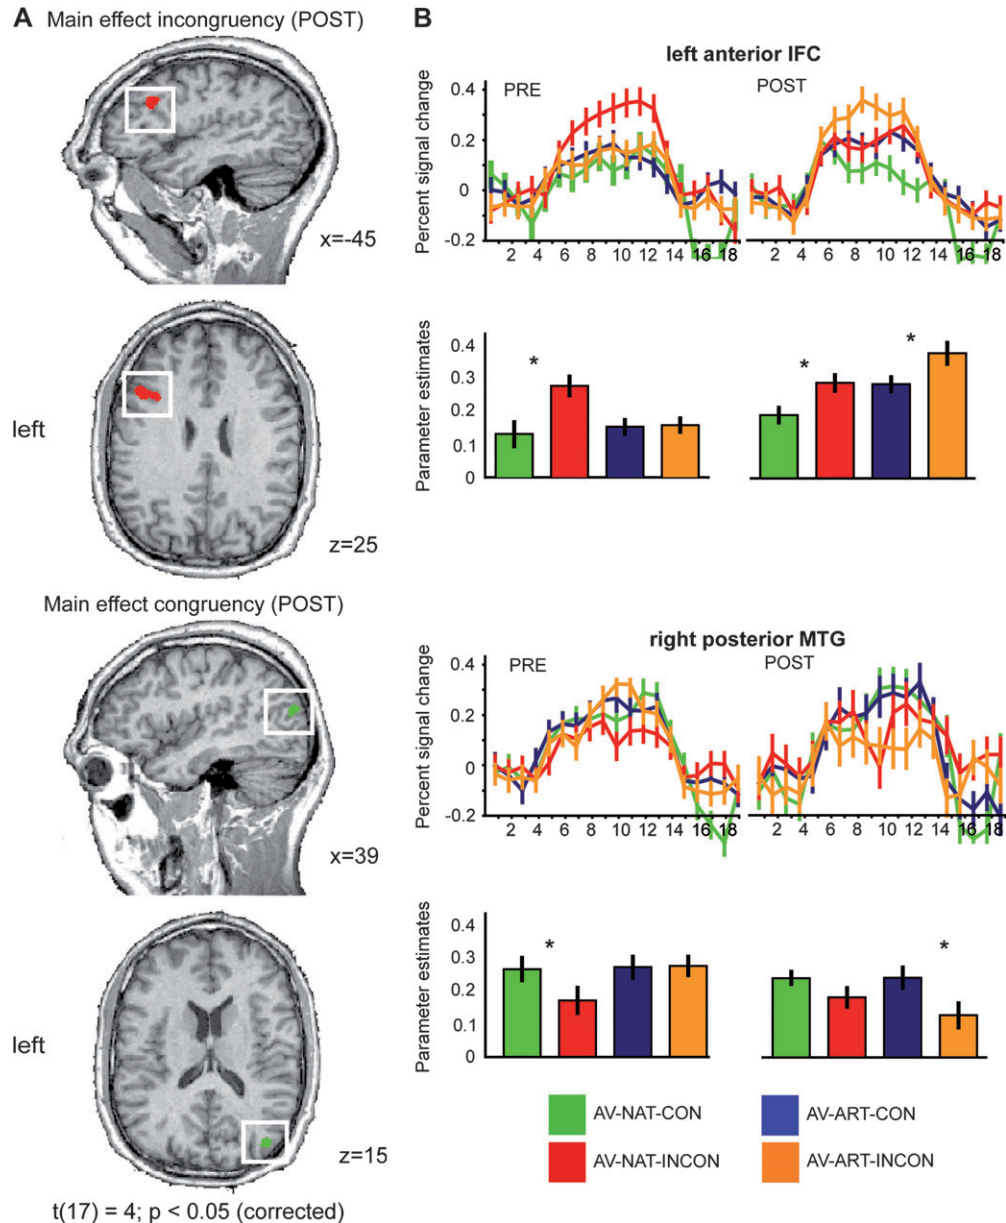 A
Main effect incongruency (POST)
x=-45
left
z=25
Main effect congruency (POST)
x=39
left
z=15
t(17) = 4; p < 0.05 (corrected)
B
left anterior IFC
PRE
POST
Percent signal change
0.4
0.2
0
-0.2
2 4 6 8 10 12 14 16 18
2 4 6 8 10 12 14 16 18
Parameter estimates
0.4
0.3
0.2
0.1
0
*
* *
right posterior MTG
PRE
POST
Percent signal change
0.4
0.2
0
-0.2
2 4 6 8 10 12 14 16 18
2 4 6 8 10 12 14 16 18
Parameter estimates
0.4
0.3
0.2
0.1
0
*
*
AV-NAT-CON
AV-ART-CON
AV-NAT-INCON
AV-ART-INCON